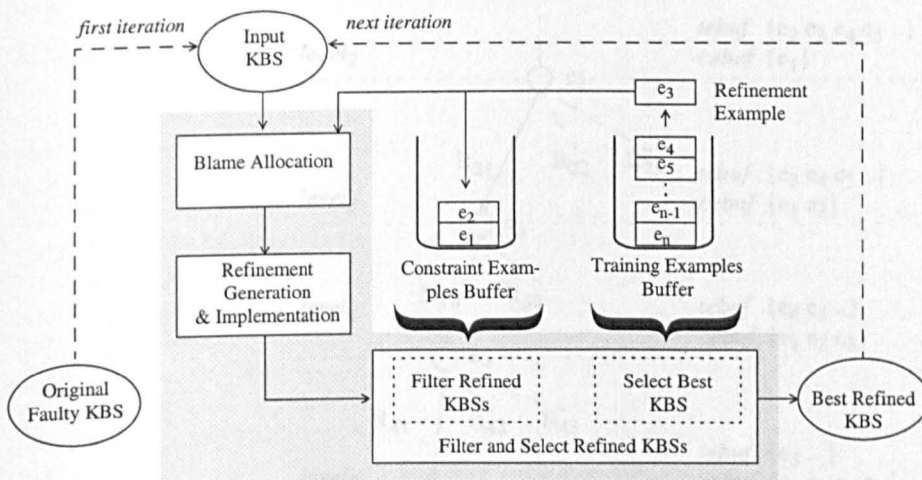 first iteration
next iteration
Input
KBS
e3
Refinement
Example
Blame Allocation
e4
e5
e2
e1
en-1
en
Refinement
Generation
& Implementation
Constraint Exam-
ples Buffer
Training Examples
Buffer
Original
Faulty KBS
Filter Refined
KBSs
Select Best
KBS
Best Refined
KBS
Filter and Select Refined KBSs